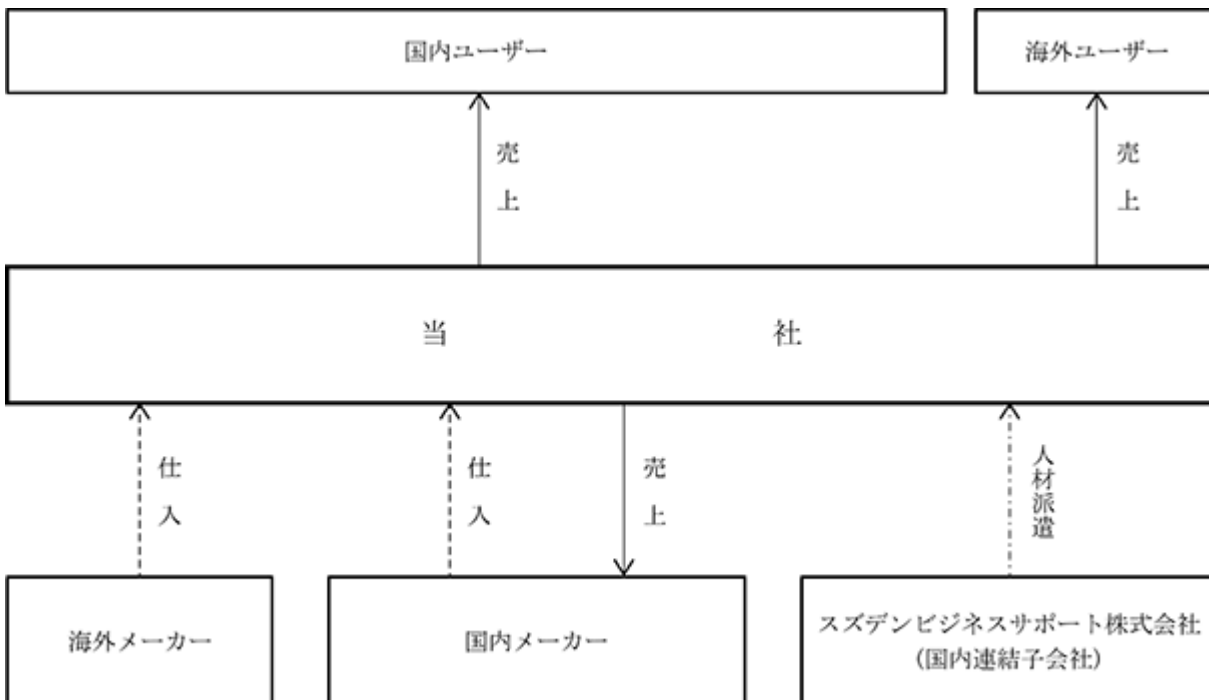 国内ユーザー
海外ユーザー
売上
売上
当社
仕入
仕入
売上
人材派遣
海外メーカー
国内メーカー
スズデンビジネスサポート株式会社
(国内連結子会社)